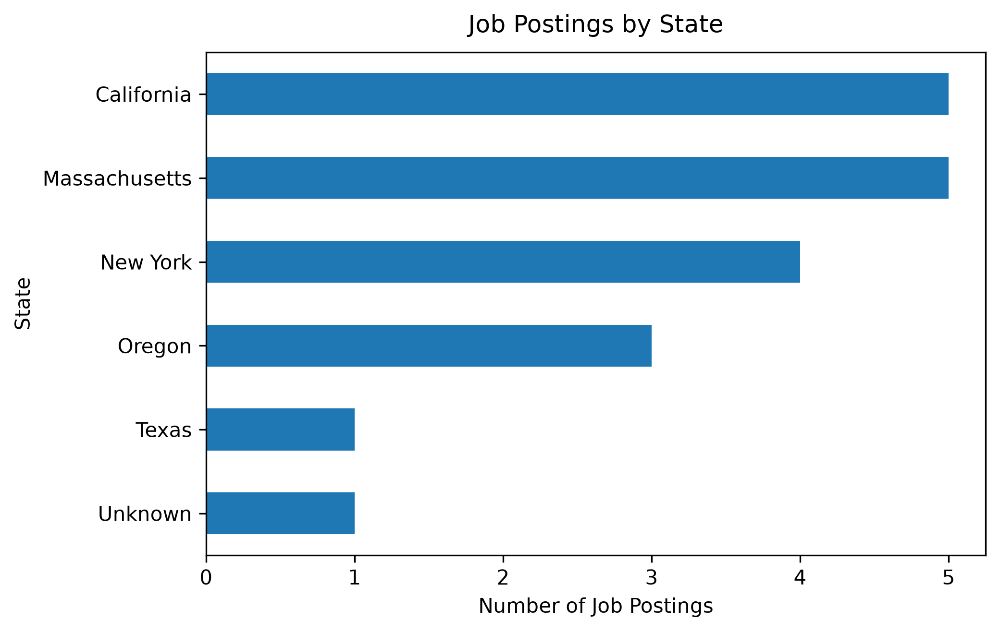 Job Postings by State
California
Massachusetts
New York
Oregon
Texas
Unknown
State
0 1 2 3 4 5
Number of Job Postings